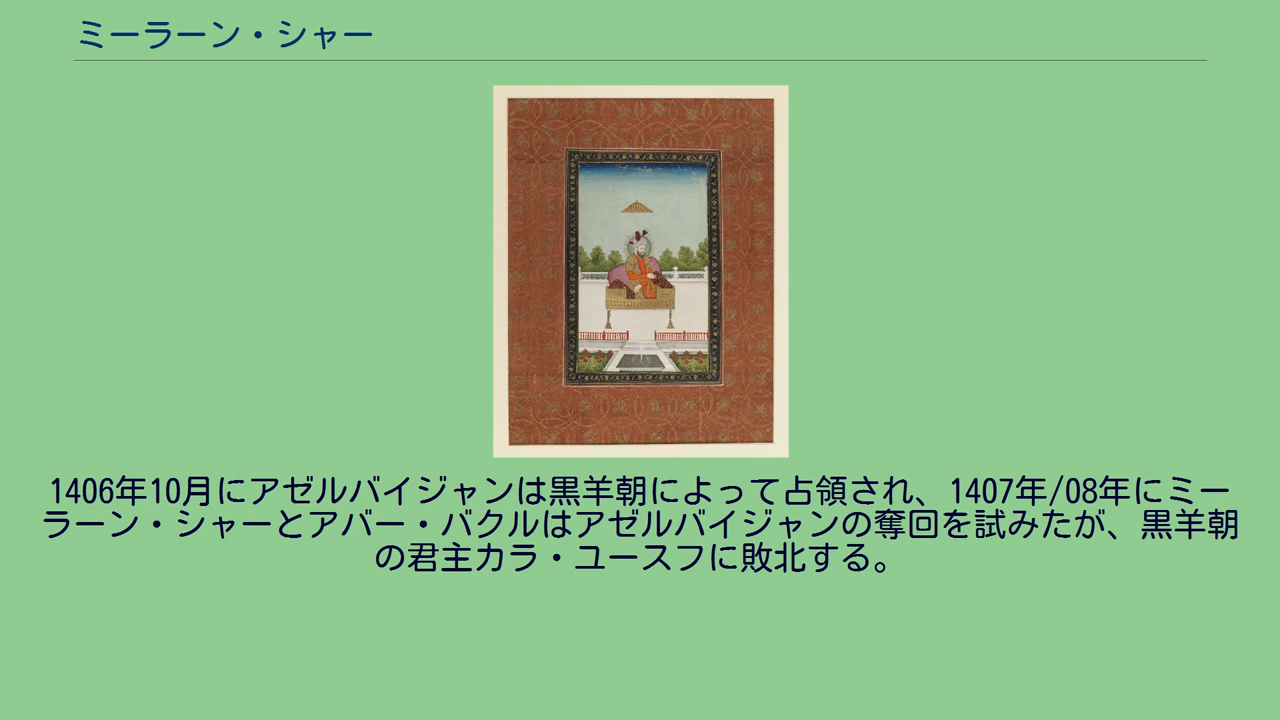 ミーラーン・シャー
1406年10月にアゼルバイジャンは黒羊朝によって占領され、1407年/08年にミー
ラーン・シャーとアバー・バクルはアゼルバイジャンの奪回を試みたが、黒羊朝
の君主カラ・ユースフに敗北する。